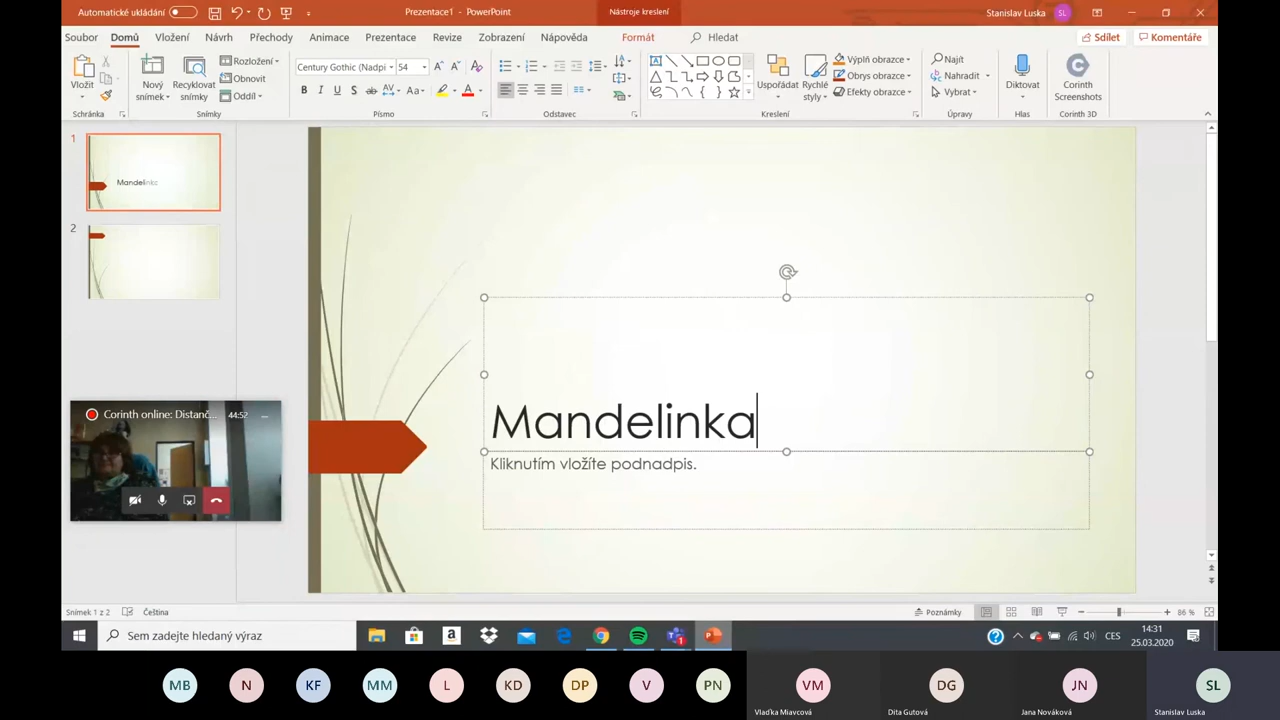 Automatické ukládání
Prezentace1 - PowerPoint
Nástroje kreslení
Stanislav Luska
SL
Soubor Domů Vložení Návrh Přechody Animace Prezentace Revize Zobrazení Nápověda Formát Hledat
Sdílet
Komentáře
Vložit
Nový snímek
Rozložení
Obnovit
Oddíl
Recyklovat snímky
Century Gothic (Nadpi
54
B I U S ab AV Aa A
Uspořádat
Rychlé styly
Výplň obrazce
Obrys obrazce
Efekty obrazce
Najít
Nahradit
Vybrat
Diktovat
Corinth Screenshots
Schránka
Snímky
Písmo
Odstavec
Kreslení
Úpravy
Hlas
Corinth 3D
1
Mandelinka
2
Mandelinka
Kliknutím vložíte podnadpis.
Corinth online: Distanč...
44:52
Snímek 1 z 2
Čeština
Poznámky
86 %
Sem zadejte hledaný výraz
CES
14:31
25.03.2020
MB N KF MM L KD DP V PN VM DG JN SL
Vlaďka Miavcová
Dita Gutová
Jana Nováková
Stanislav Luska